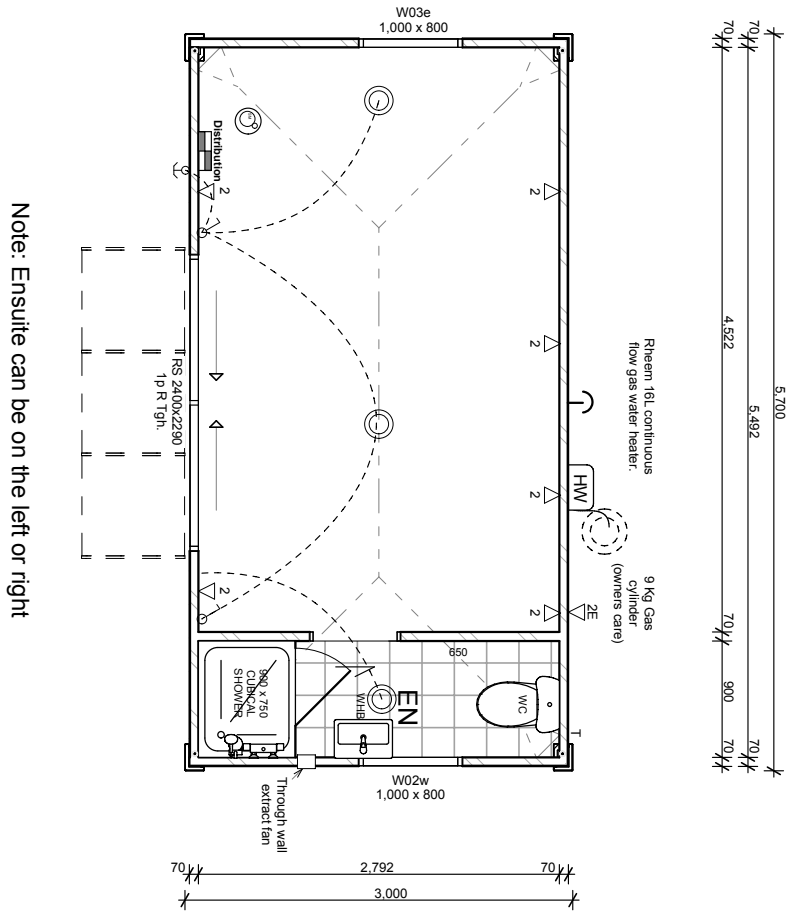 W03e
1,000 x 800
70
70
5,700
5,492
4,522
70
900
70
70
Rheem 16L continuous
flow gas water heater.
9 Kg Gas
cylinder
(owners care)
HW
2E
2
2
2
2
2
2
Distribution
RS 2400x2290
1p R Tgh.
650
WC
T
EN
WHB
900 x 750
CUBICAL
SHOWER
W02w
1,000 x 800
Through wall
extract fan
70
2,792
70
3,000
Note: Ensuite can be on the left or right